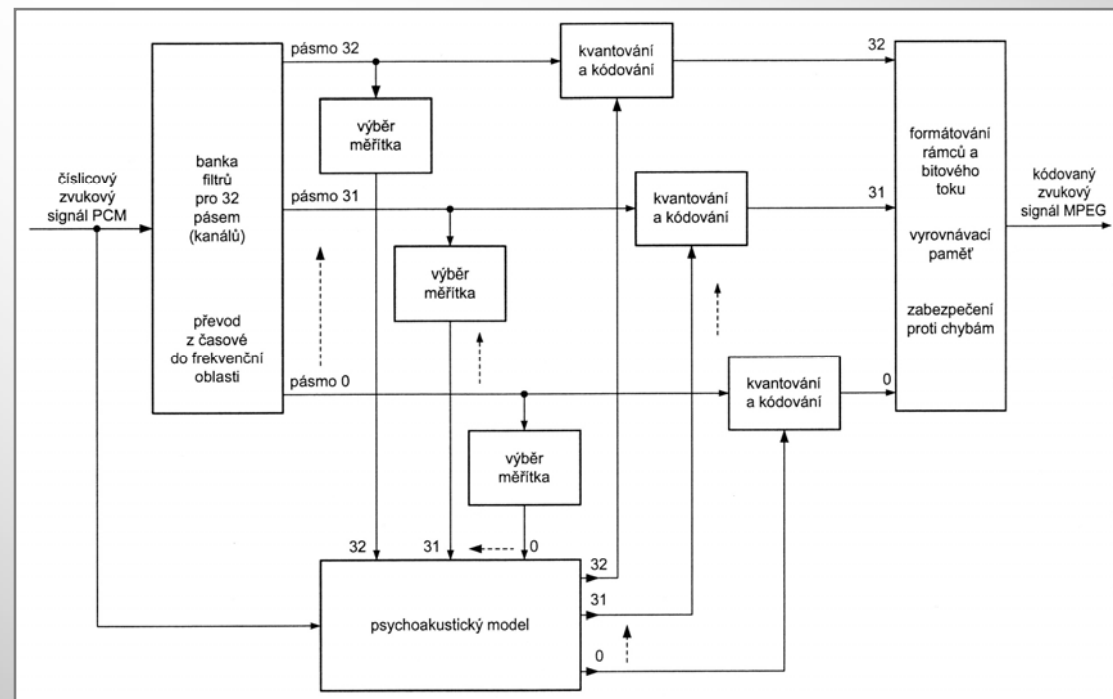 číslicový
zvukový
signál PCM
banka
filtrů
pro 32
pásem
(kanálů)
převod
z časové
do frekvenční
oblasti
pásmo 32
výběr
měřítka
kvantování
a kódování
32
pásmo 31
výběr
měřítka
kvantování
a kódování
31
pásmo 0
výběr
měřítka
kvantování
a kódování
0
formátování
rámců a
bitového
toku
vyrovnávací
paměť
zabezpečení
proti chybám
kódovaný
zvukový
signál MPEG
32
31
0
psychoakustický model
32
31
0